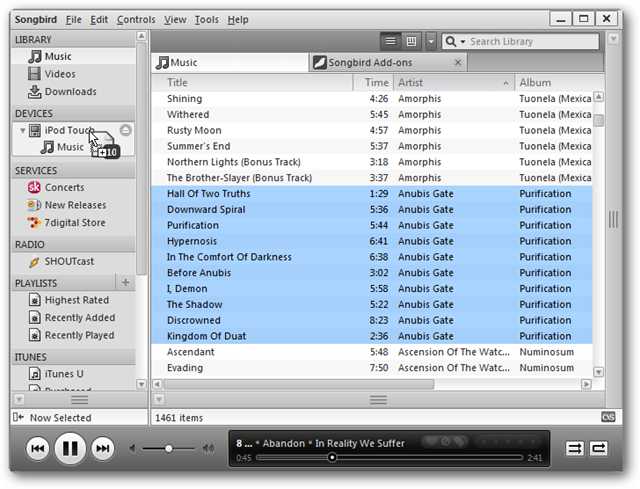 Songbird File Edit Controls View Tools Help
LIBRARY
Music
Videos
Downloads
DEVICES
iPod Touch
Music
+10
SERVICES
Concerts
New Releases
7digital Store
RADIO
SHOUTcast
PLAYLISTS +
Highest Rated
Recently Added
Recently Played
ITUNES
iTunes U
Purchased
Now Selected
Search Library
Music Songbird Add-ons
Title Time Artist Album
Shining 4:26 Amorphis Tuonela (Mexica
Withered 5:45 Amorphis Tuonela (Mexica
Rusty Moon 4:57 Amorphis Tuonela (Mexica
Summer's End 5:37 Amorphis Tuonela (Mexica
Northern Lights (Bonus Track) 3:18 Amorphis Tuonela (Mexica
The Brother-Slayer (Bonus Track) 3:37 Amorphis Tuonela (Mexica
Hall Of Two Truths 1:29 Anubis Gate Purification
Downward Spiral 5:36 Anubis Gate Purification
Purification 5:44 Anubis Gate Purification
Hypernosis 6:41 Anubis Gate Purification
In The Comfort Of Darkness 6:38 Anubis Gate Purification
Before Anubis 3:02 Anubis Gate Purification
I, Demon 5:58 Anubis Gate Purification
The Shadow 5:22 Anubis Gate Purification
Discrowned 8:23 Anubis Gate Purification
Kingdom Of Duat 2:36 Anubis Gate Purification
Ascendant 5:48 Ascension Of The Watc... Numinosum
Evading 7:50 Ascension Of The Watc... Numinosum
1461 items
8 ... * Abandon * In Reality We Suffer
0:45 2:41